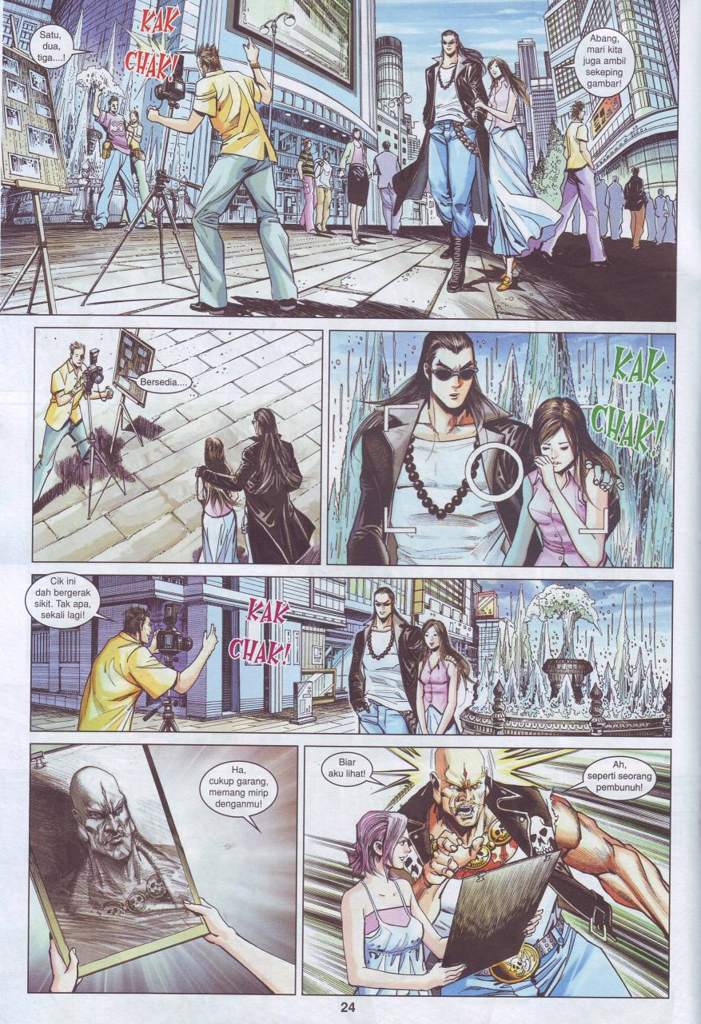 Satu,
dua,
tiga....!
KAK
CHAK!
Abang,
mari kita
juga ambil
sekeping
gambar!
Bersedia....
KAK
CHAK!
Cik ini
dah bergerak
sikit. Tak apa,
sekali lagi!
KAK
CHAK!
Ha,
cukup garang,
memang mirip
denganmu!
Biar
aku lihat!
Ah,
seperti seorang
pembunuh!
24